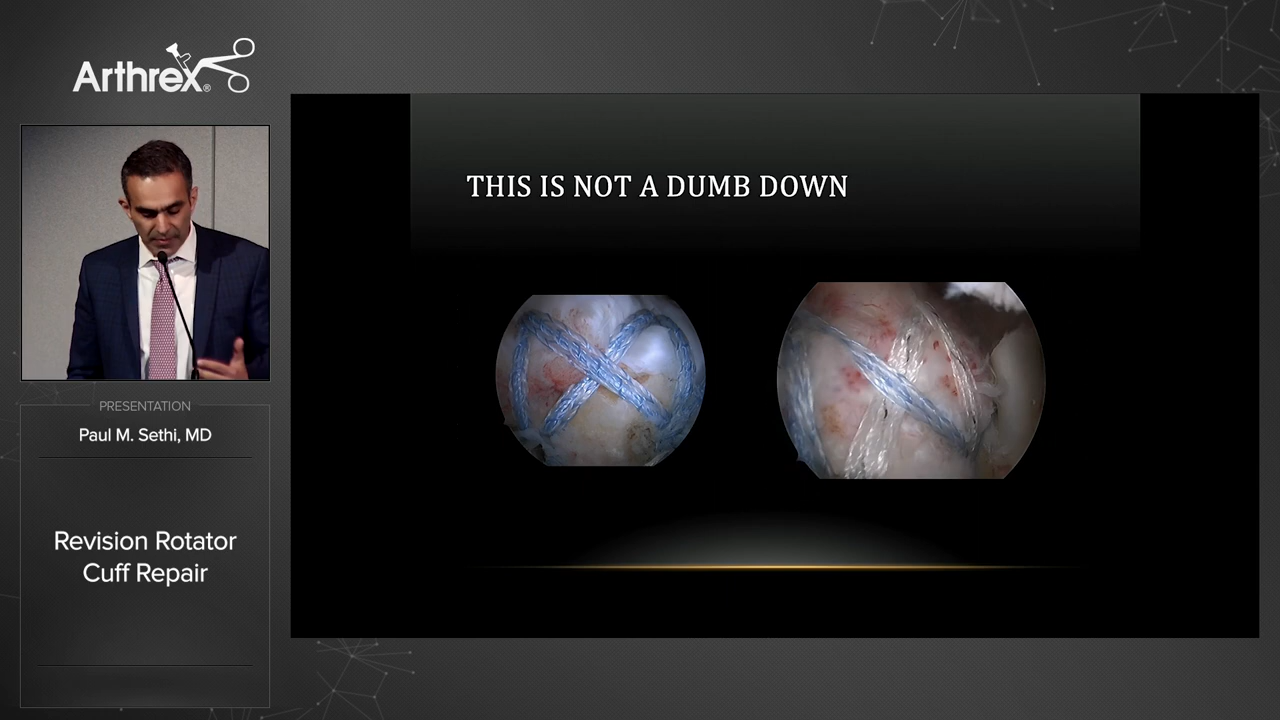 Arthrex®
PRESENTATION
Paul M. Sethi, MD
Revision Rotator
Cuff Repair
THIS IS NOT A DUMB DOWN